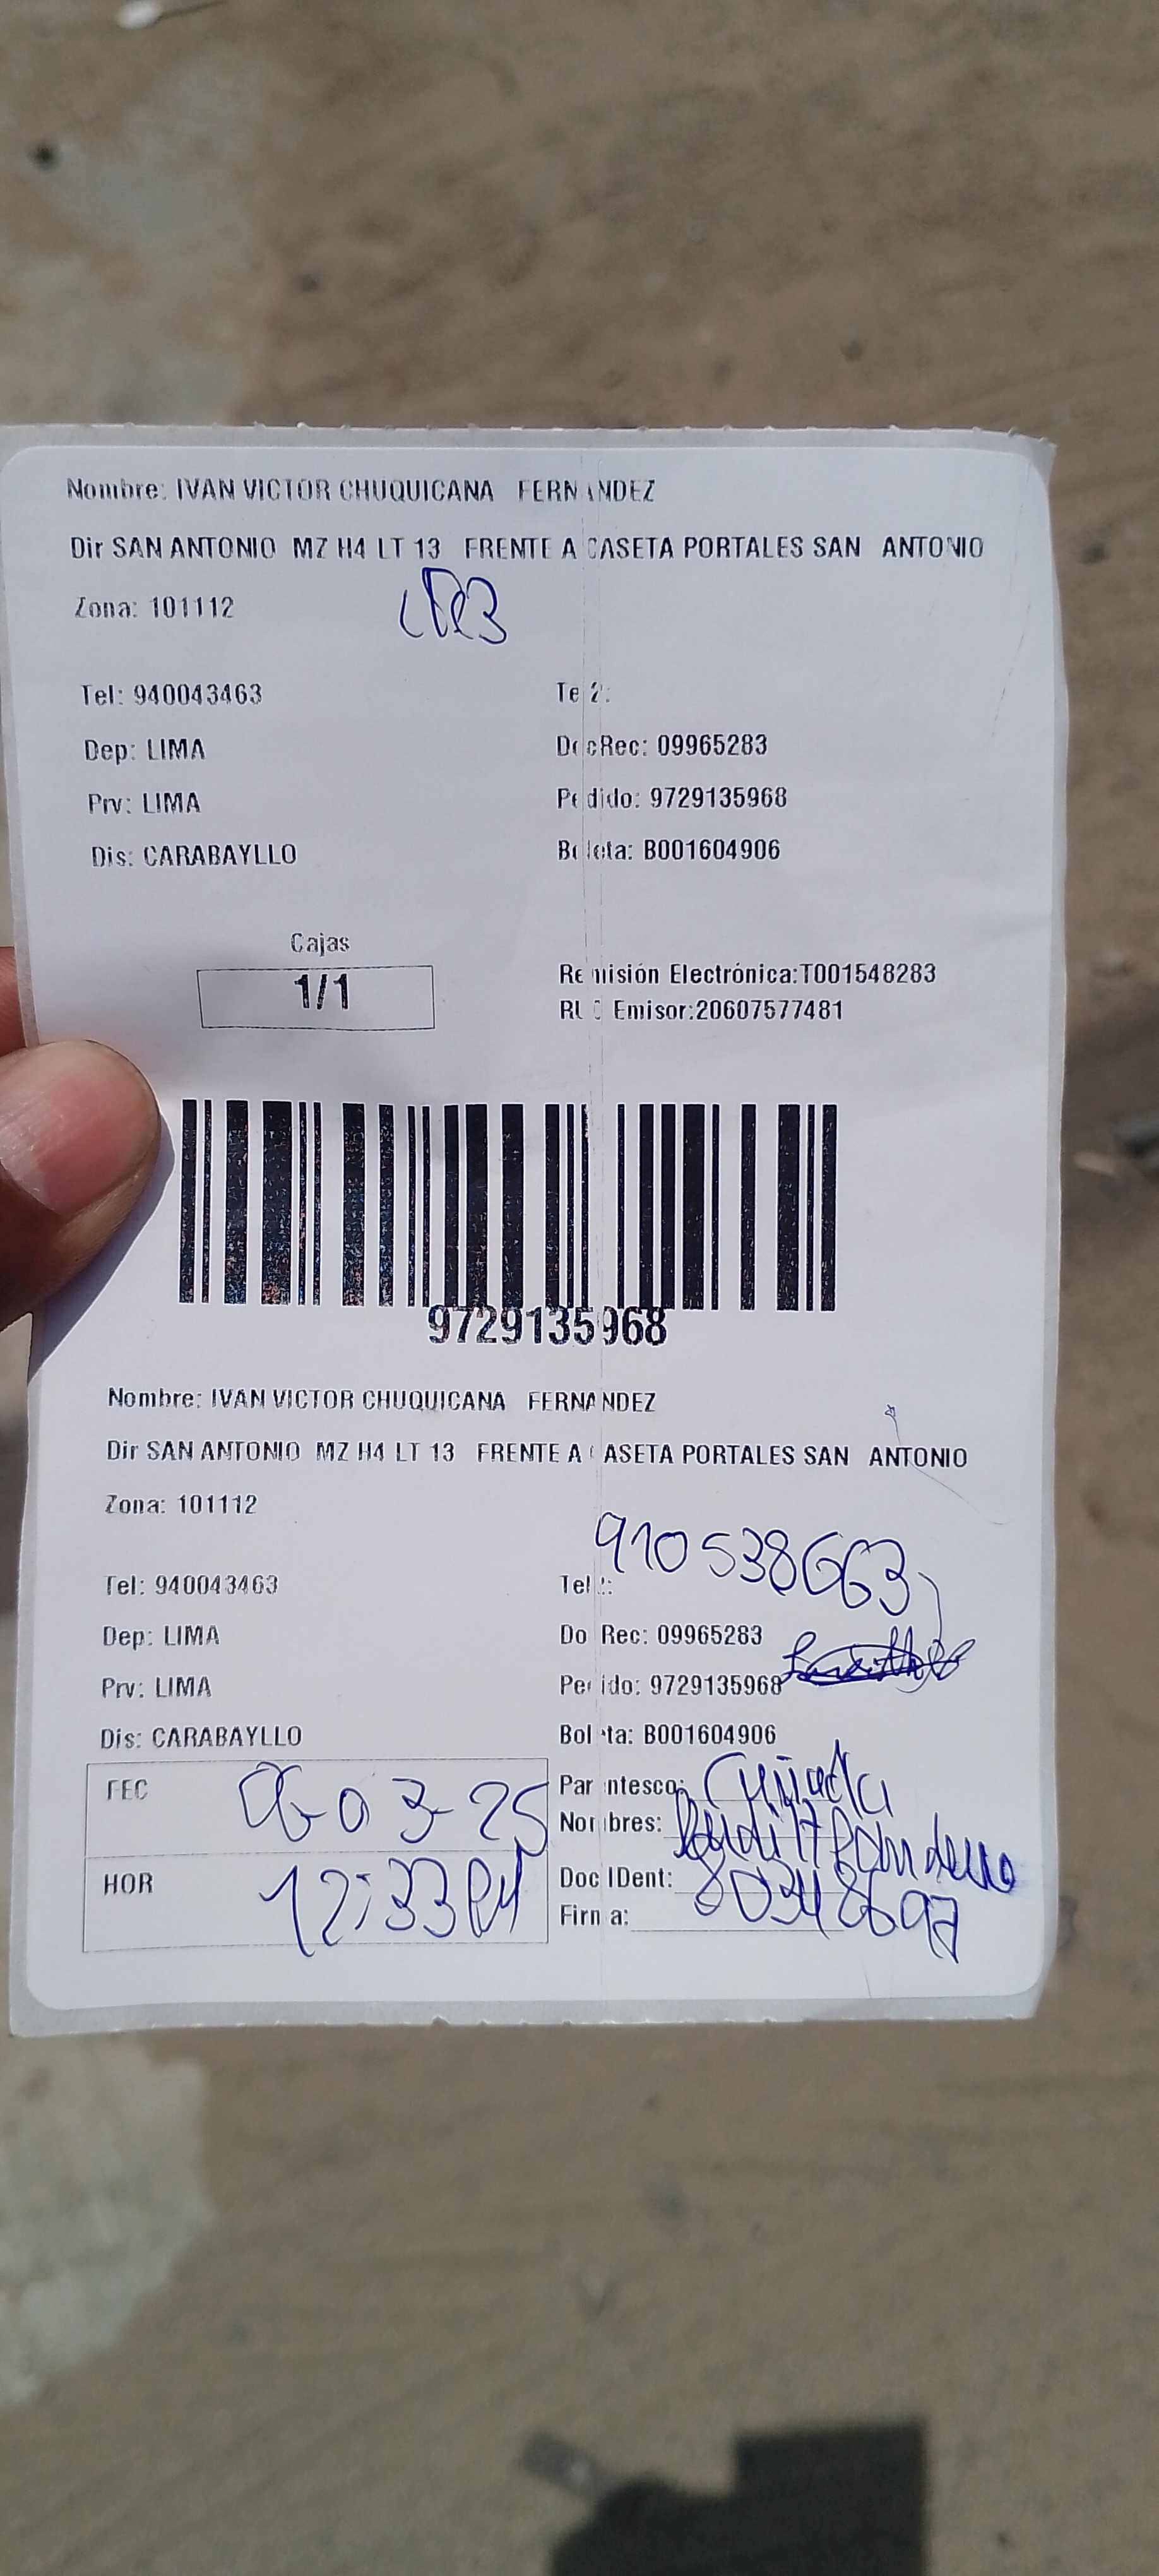 Nombre: IVAN VICTOR CHUQUICANA FERNANDEZ
Dir SAN ANTONIO MZ H4 LT 13 FRENTE A CASETA PORTALES SAN ANTONIO
Zona: 101112
Tel: 940043463 Tel 2:
Dep: LIMA DocRec: 09965283
Prv: LIMA Pedido: 9729135968
Dis: CARABAYLLO Boleta: B001604906
Cajas
1/1
Remisión Electrónica:T001548283
RUC Emisor:20607577481
9729135968
Nombre: IVAN VICTOR CHUQUICANA FERNANDEZ
Dir SAN ANTONIO MZ H4 LT 13 FRENTE A CASETA PORTALES SAN ANTONIO
Zona: 101112
910538663
Tel: 940043463 Tel 2:
Dep: LIMA DocRec: 09965283
Prv: LIMA Pedido: 9729135968
Dis: CARABAYLLO Boleta: B001604906
FEC 06-03-25 Parentesco: Cuñada
Nombres:
HOR 12:33 PM Doc IDent: 80348697
Firma: